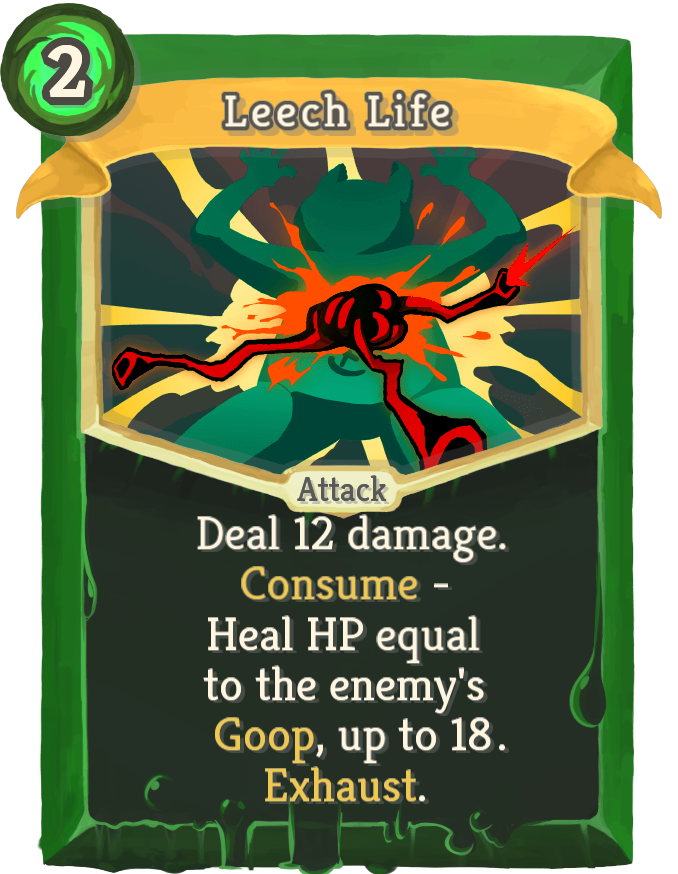 2
Leech Life
Attack
Deal 12 damage.
Consume -
Heal HP equal
to the enemy's
Goop, up to 18.
Exhaust.